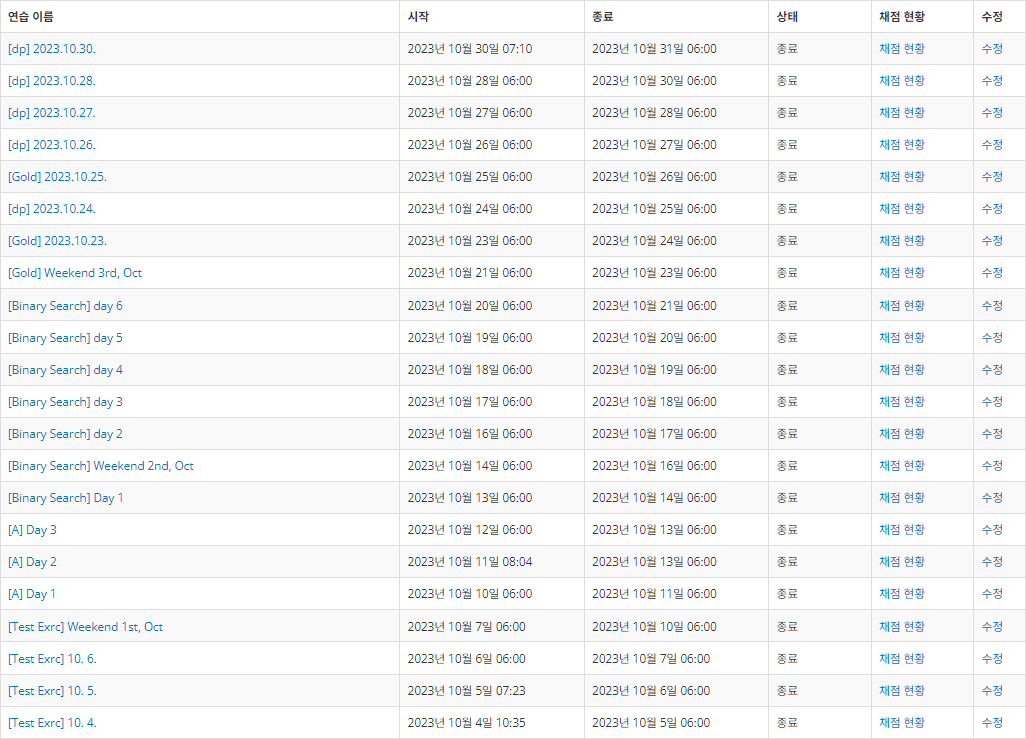 연습 이름 시작 종료 상태 채점 현황 수정
[dp] 2023.10.30. 2023년 10월 30일 07:10 2023년 10월 31일 06:00 종료 채점 현황 수정
[dp] 2023.10.28. 2023년 10월 28일 06:00 2023년 10월 30일 06:00 종료 채점 현황 수정
[dp] 2023.10.27. 2023년 10월 27일 06:00 2023년 10월 28일 06:00 종료 채점 현황 수정
[dp] 2023.10.26. 2023년 10월 26일 06:00 2023년 10월 27일 06:00 종료 채점 현황 수정
[Gold] 2023.10.25. 2023년 10월 25일 06:00 2023년 10월 26일 06:00 종료 채점 현황 수정
[dp] 2023.10.24. 2023년 10월 24일 06:00 2023년 10월 25일 06:00 종료 채점 현황 수정
[Gold] 2023.10.23. 2023년 10월 23일 06:00 2023년 10월 24일 06:00 종료 채점 현황 수정
[Gold] Weekend 3rd, Oct 2023년 10월 21일 06:00 2023년 10월 23일 06:00 종료 채점 현황 수정
[Binary Search] day 6 2023년 10월 20일 06:00 2023년 10월 21일 06:00 종료 채점 현황 수정
[Binary Search] day 5 2023년 10월 19일 06:00 2023년 10월 20일 06:00 종료 채점 현황 수정
[Binary Search] day 4 2023년 10월 18일 06:00 2023년 10월 19일 06:00 종료 채점 현황 수정
[Binary Search] day 3 2023년 10월 17일 06:00 2023년 10월 18일 06:00 종료 채점 현황 수정
[Binary Search] day 2 2023년 10월 16일 06:00 2023년 10월 17일 06:00 종료 채점 현황 수정
[Binary Search] Weekend 2nd, Oct 2023년 10월 14일 06:00 2023년 10월 16일 06:00 종료 채점 현황 수정
[Binary Search] Day 1 2023년 10월 13일 06:00 2023년 10월 14일 06:00 종료 채점 현황 수정
[A] Day 3 2023년 10월 12일 06:00 2023년 10월 13일 06:00 종료 채점 현황 수정
[A] Day 2 2023년 10월 11일 08:04 2023년 10월 13일 06:00 종료 채점 현황 수정
[A] Day 1 2023년 10월 10일 06:00 2023년 10월 11일 06:00 종료 채점 현황 수정
[Test Exrc] Weekend 1st, Oct 2023년 10월 7일 06:00 2023년 10월 10일 06:00 종료 채점 현황 수정
[Test Exrc] 10. 6. 2023년 10월 6일 06:00 2023년 10월 7일 06:00 종료 채점 현황 수정
[Test Exrc] 10. 5. 2023년 10월 5일 07:23 2023년 10월 6일 06:00 종료 채점 현황 수정
[Test Exrc] 10. 4. 2023년 10월 4일 10:35 2023년 10월 5일 06:00 종료 채점 현황 수정